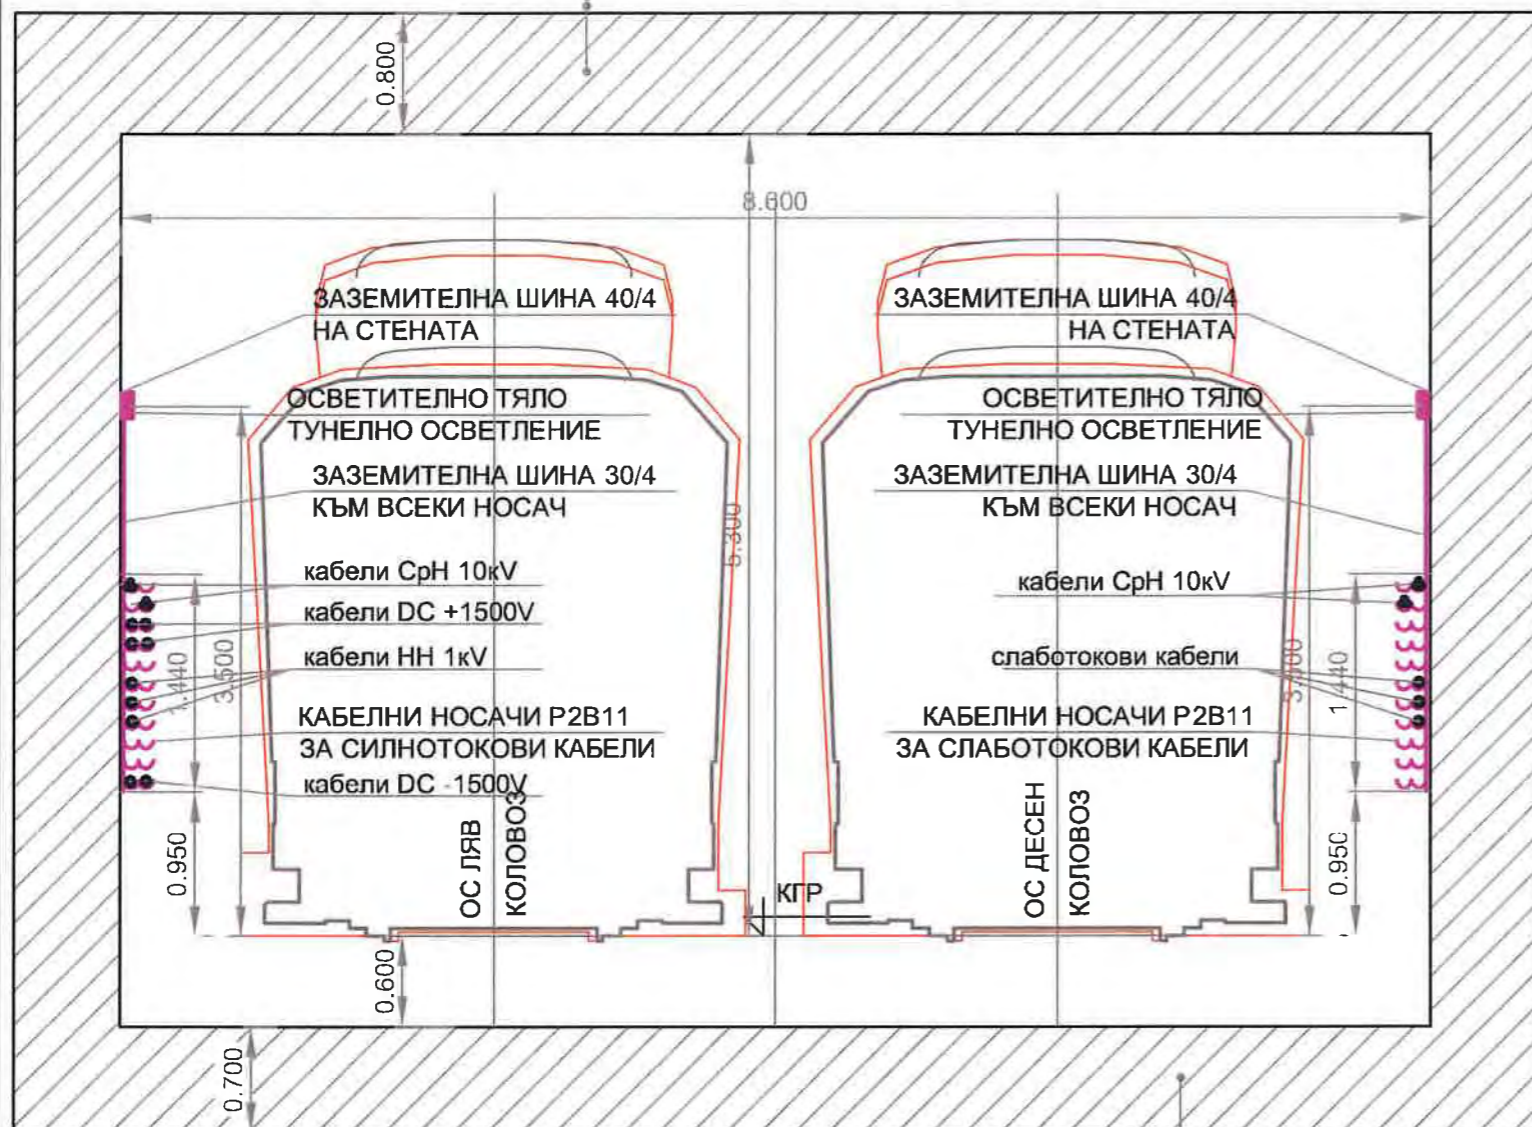 0.800
8.600
ЗАЗЕМИТЕЛНА ШИНА 40/4
НА СТЕНАТА
ЗАЗЕМИТЕЛНА ШИНА 40/4
НА СТЕНАТА
ОСВЕТИТЕЛНО ТЯЛО
ТУНЕЛНО ОСВЕТЛЕНИЕ
ОСВЕТИТЕЛНО ТЯЛО
ТУНЕЛНО ОСВЕТЛЕНИЕ
ЗАЗЕМИТЕЛНА ШИНА 30/4
КЪМ ВСЕКИ НОСАЧ
ЗАЗЕМИТЕЛНА ШИНА 30/4
КЪМ ВСЕКИ НОСАЧ
5.300
кабели СрН 10кV
кабели DC +1500V
кабели НН 1кV
кабели СрН 10кV
слаботокови кабели
1.440
3.500
1.440
КАБЕЛНИ НОСАЧИ Р2В11
ЗА СИЛНОТОКОВИ КАБЕЛИ
КАБЕЛНИ НОСАЧИ Р2В11
ЗА СЛАБОТОКОВИ КАБЕЛИ
кабели DC -1500V
0.950
ОС ЛЯВ
КОЛОВОЗ
КГР
ОС ДЕСЕН
КОЛОВОЗ
0.950
0.600
0.700